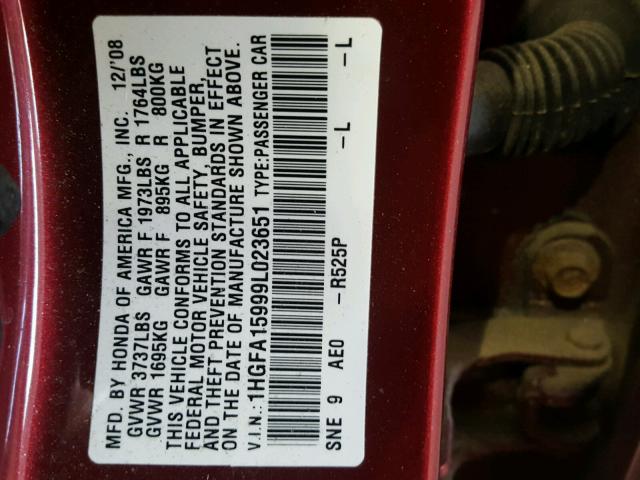 MFD. BY HONDA OF AMERICA MFG., INC. 12/'08
GVWR 3737LBS GAWR F 1973LBS R 1764LBS
GVWR 1695KG GAWR F 895KG R 800KG
THIS VEHICLE CONFORMS TO ALL APPLICABLE
FEDERAL MOTOR VEHICLE SAFETY, BUMPER,
AND THEFT PREVENTION STANDARDS IN EFFECT
ON THE DATE OF MANUFACTURE SHOWN ABOVE.
V.I.N.: 1HGFA15999L023651 TYPE:PASSENGER CAR
SNE 9 AE0 –R525P –L –L